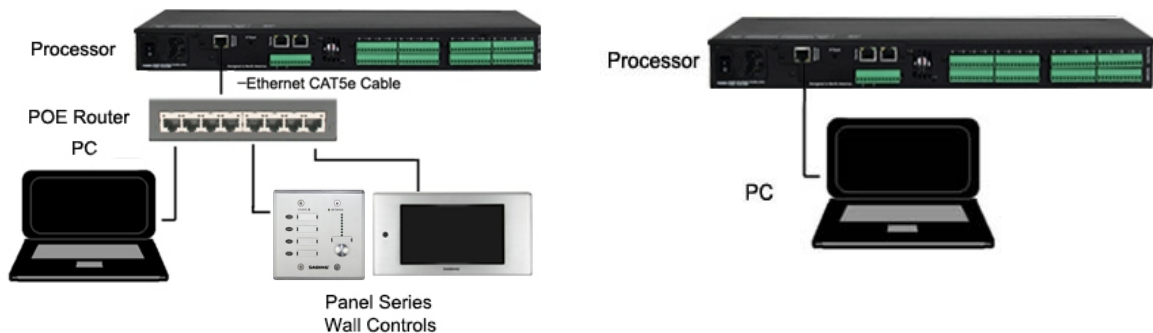 Processor
–Ethernet CAT5e Cable
POE Router
PC
Panel Series
Wall Controls
Processor
PC